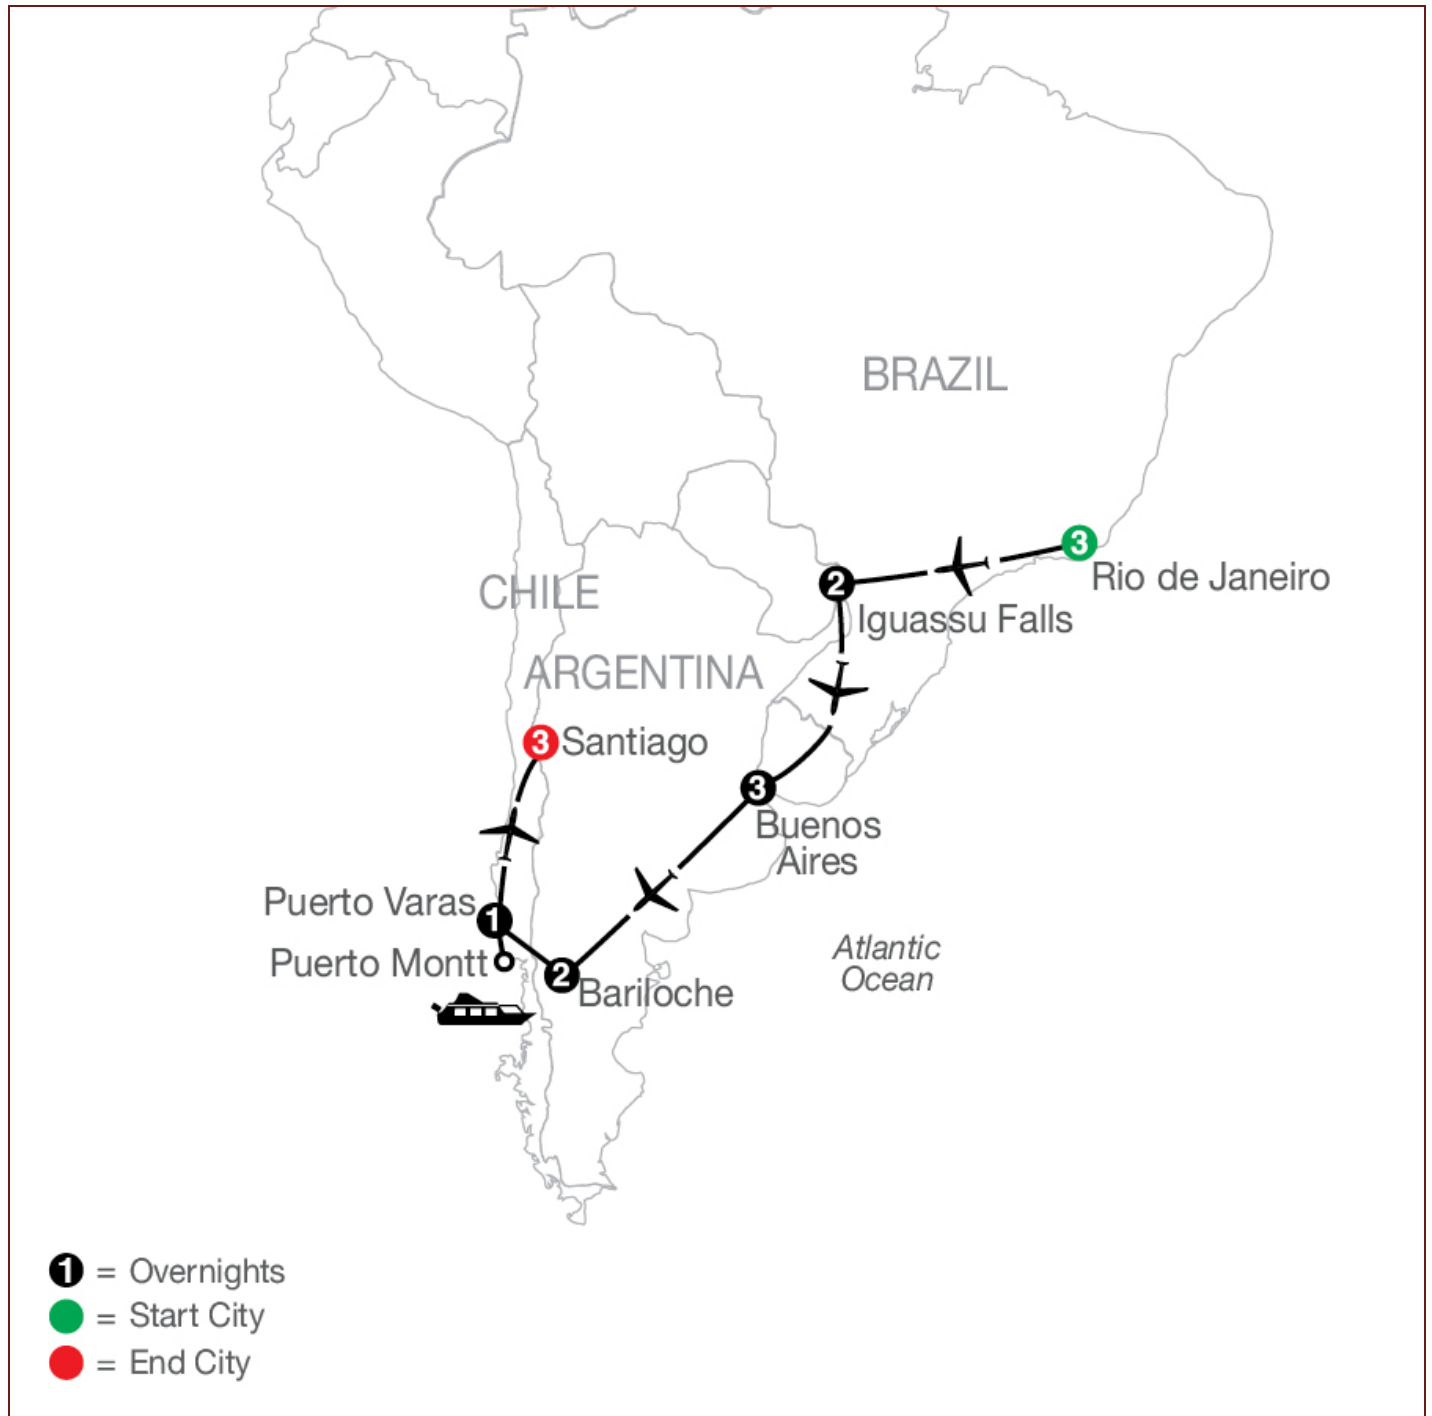 BRAZIL
3
Rio de Janeiro
2
Iguassu Falls
CHILE
ARGENTINA
3
Santiago
3
Buenos
Aires
Puerto Varas
1
Puerto Montt
2
Bariloche
Atlantic
Ocean
1 = Overnights
= Start City
= End City